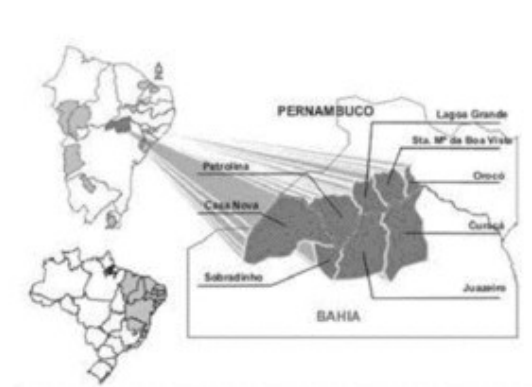 PERNAMBUCO
Lagoa Grande
Sta. Mª da Boa Vista
Petrolina
Orocó
Casa Nova
Curaçá
Sobradinho
Juazeiro
BAHIA